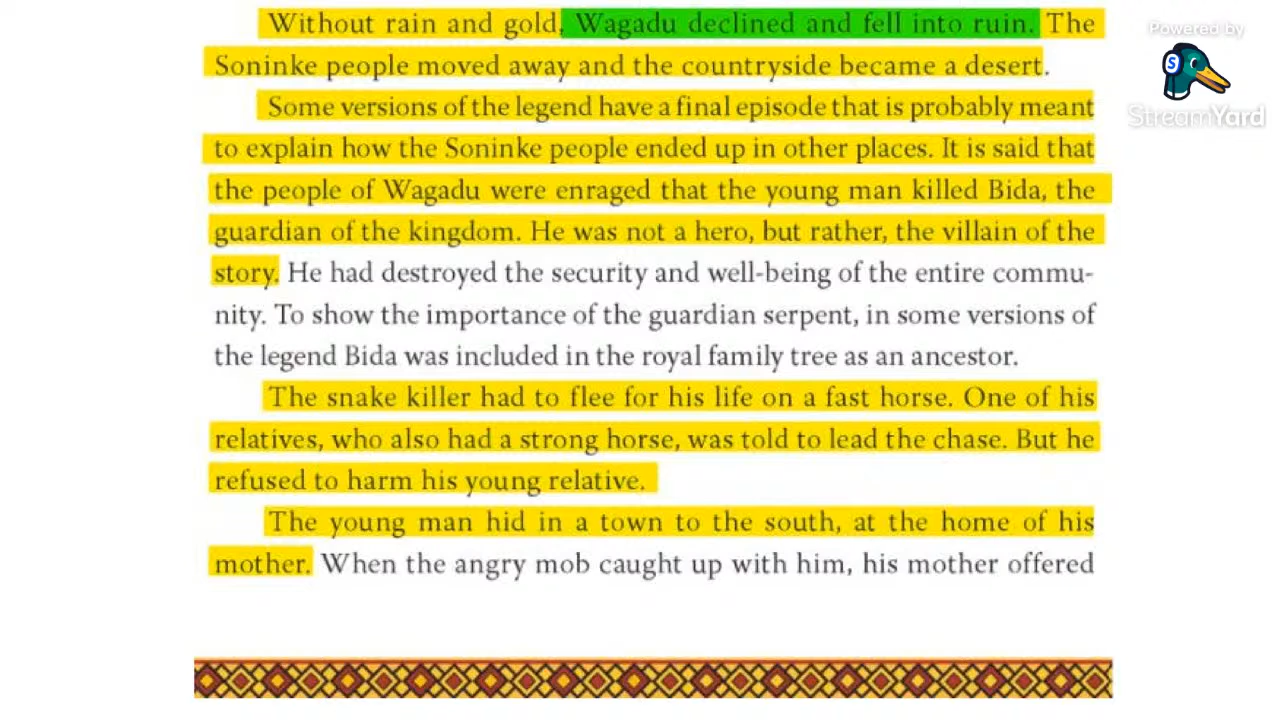 Without rain and gold, Wagadu declined and fell into ruin. The
Soninke people moved away and the countryside became a desert.
Some versions of the legend have a final episode that is probably meant
to explain how the Soninke people ended up in other places. It is said that
the people of Wagadu were enraged that the young man killed Bida, the
guardian of the kingdom. He was not a hero, but rather, the villain of the
story. He had destroyed the security and well-being of the entire commu-
nity. To show the importance of the guardian serpent, in some versions of
the legend Bida was included in the royal family tree as an ancestor.
The snake killer had to flee for his life on a fast horse. One of his
relatives, who also had a strong horse, was told to lead the chase. But he
refused to harm his young relative.
The young man hid in a town to the south, at the home of his
mother. When the angry mob caught up with him, his mother offered
Powered by
S
StreamYard